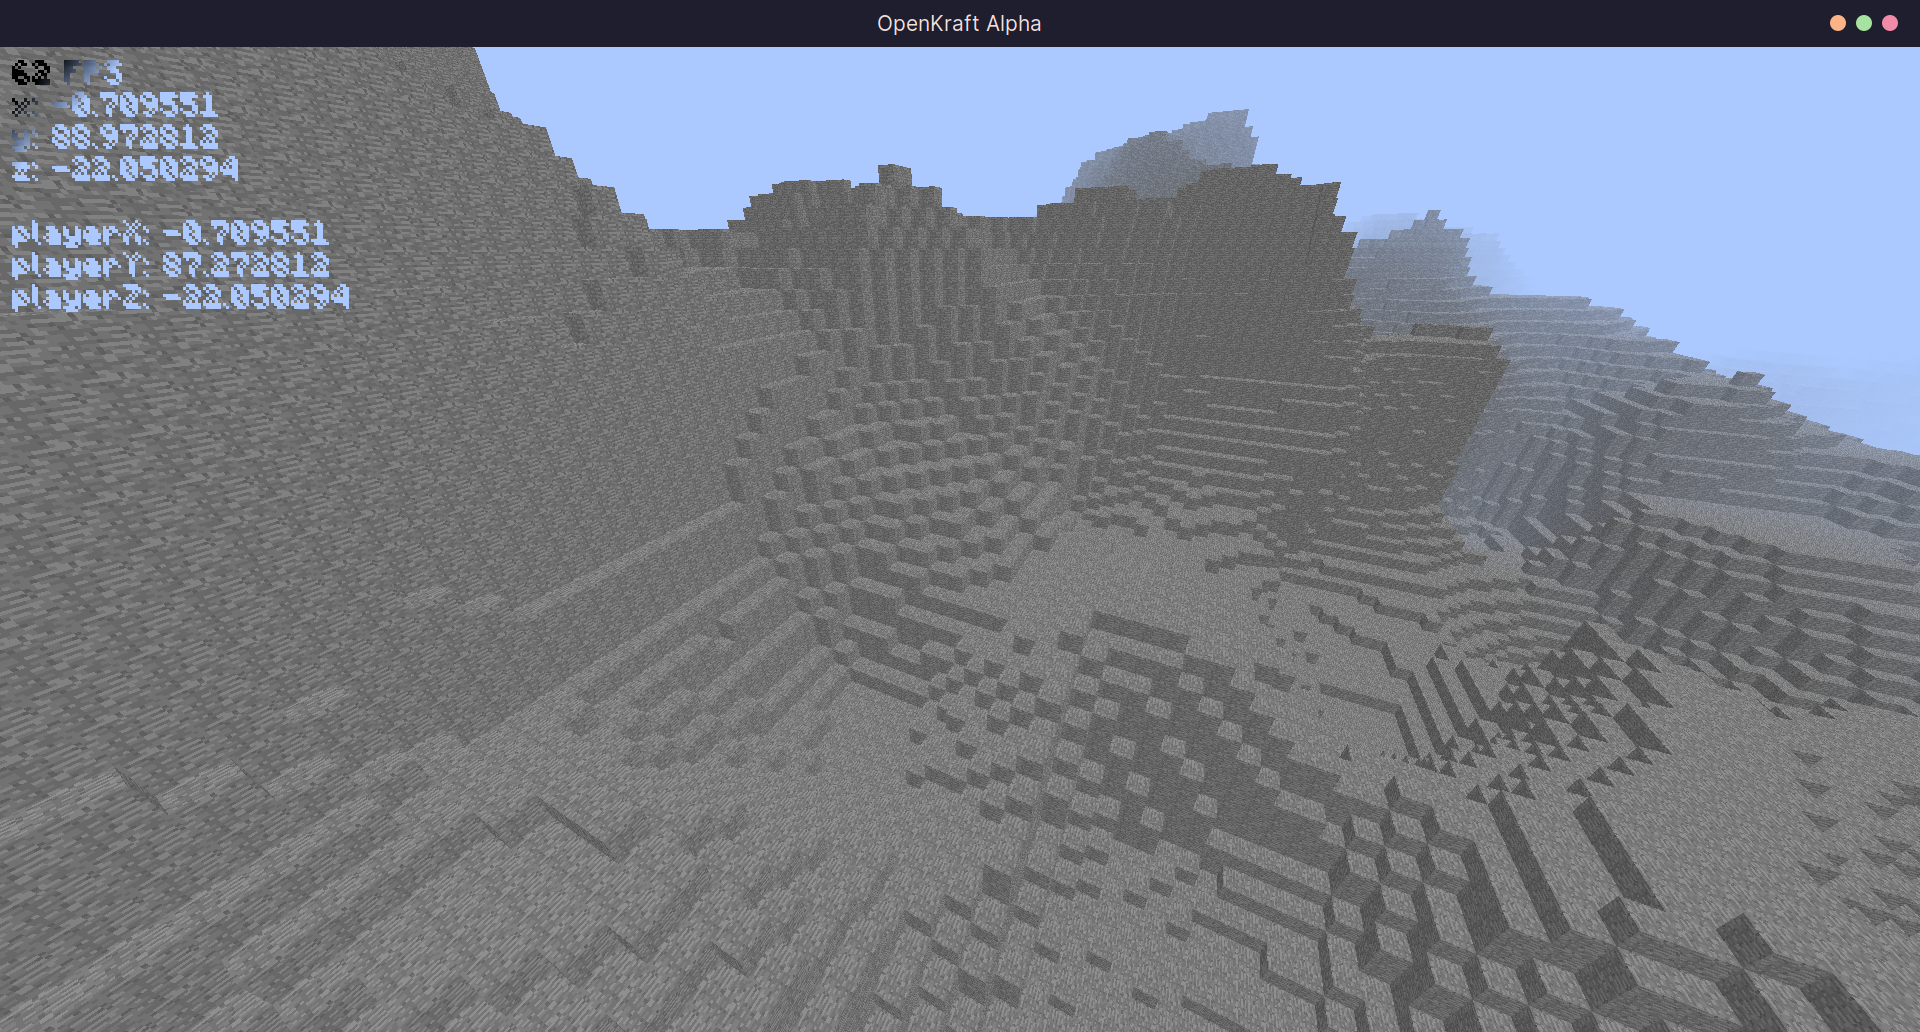 OpenKraft Alpha
62 FPS
x: -0.709551
y: 88.972812
z: -22.050294
playerX: -0.709551
playerY: 87.272812
playerZ: -22.050294